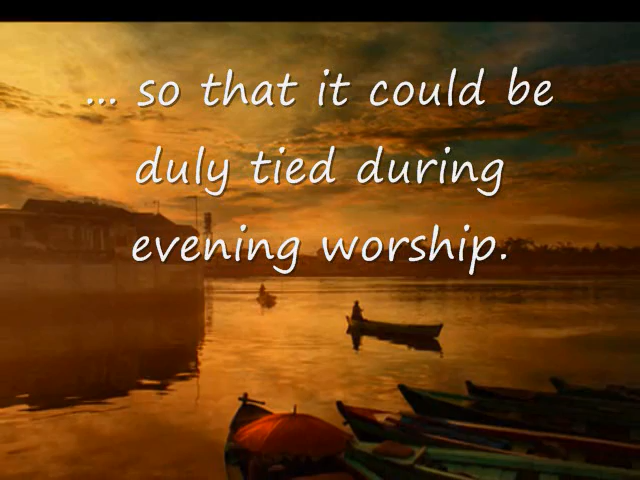 ... so that it could be
duly tied during
evening worship.